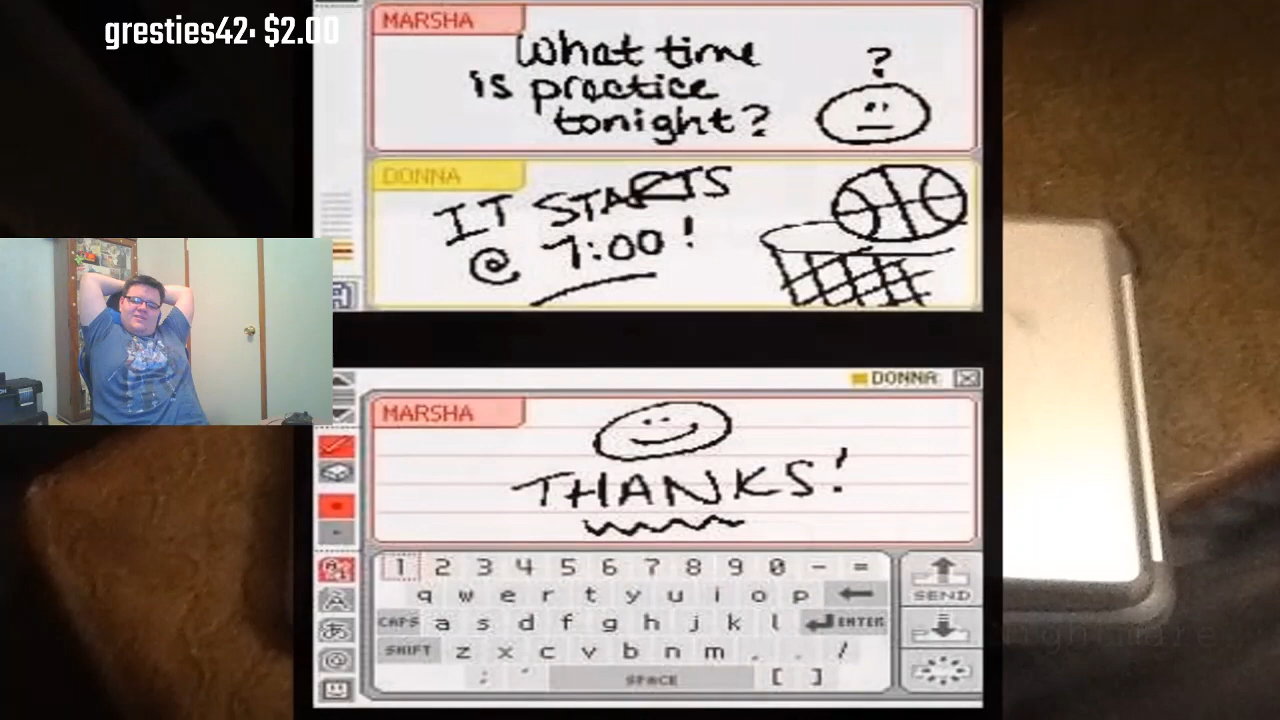 gresties42: $2.00
MARSHA
What time
is practice
tonight?
?
DONNA
IT STARTS
@ 7:00!
DONNA
MARSHA
THANKS!
1 2 3 4 5 6 7 8 9 0 - =
q w e r t y u i o p
CAPS a s d f g h j k l ENTER
SHIFT z x c v b n m , . /
; ' SPACE [ ]
SEND